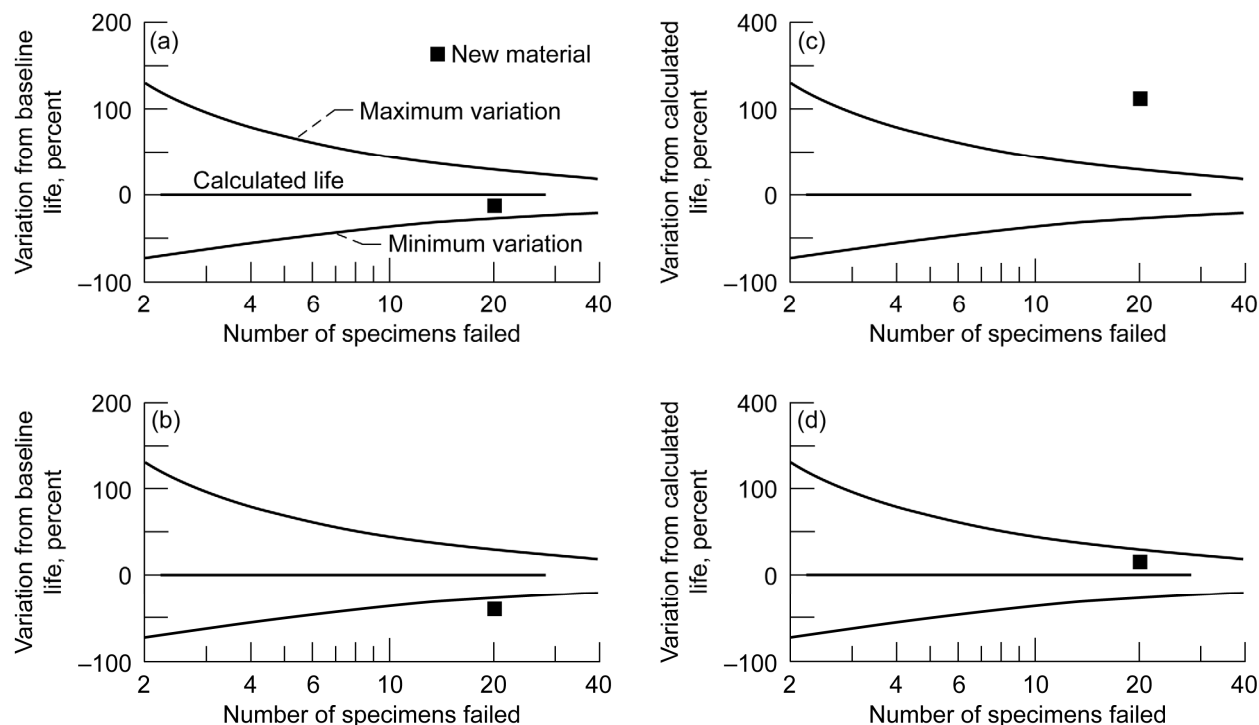 Variation from baseline
life, percent
200
100
0
–100
(a)
New material
Maximum variation
Calculated life
Minimum variation
2
4
6
10
20
40
Number of specimens failed
Variation from calculated
life, percent
400
100
0
–100
(c)
2
4
6
10
20
40
Number of specimens failed
Variation from baseline
life, percent
200
100
0
–100
(b)
2
4
6
10
20
40
Number of specimens failed
Variation from calculated
life, percent
400
100
0
–100
(d)
2
4
6
10
20
40
Number of specimens failed